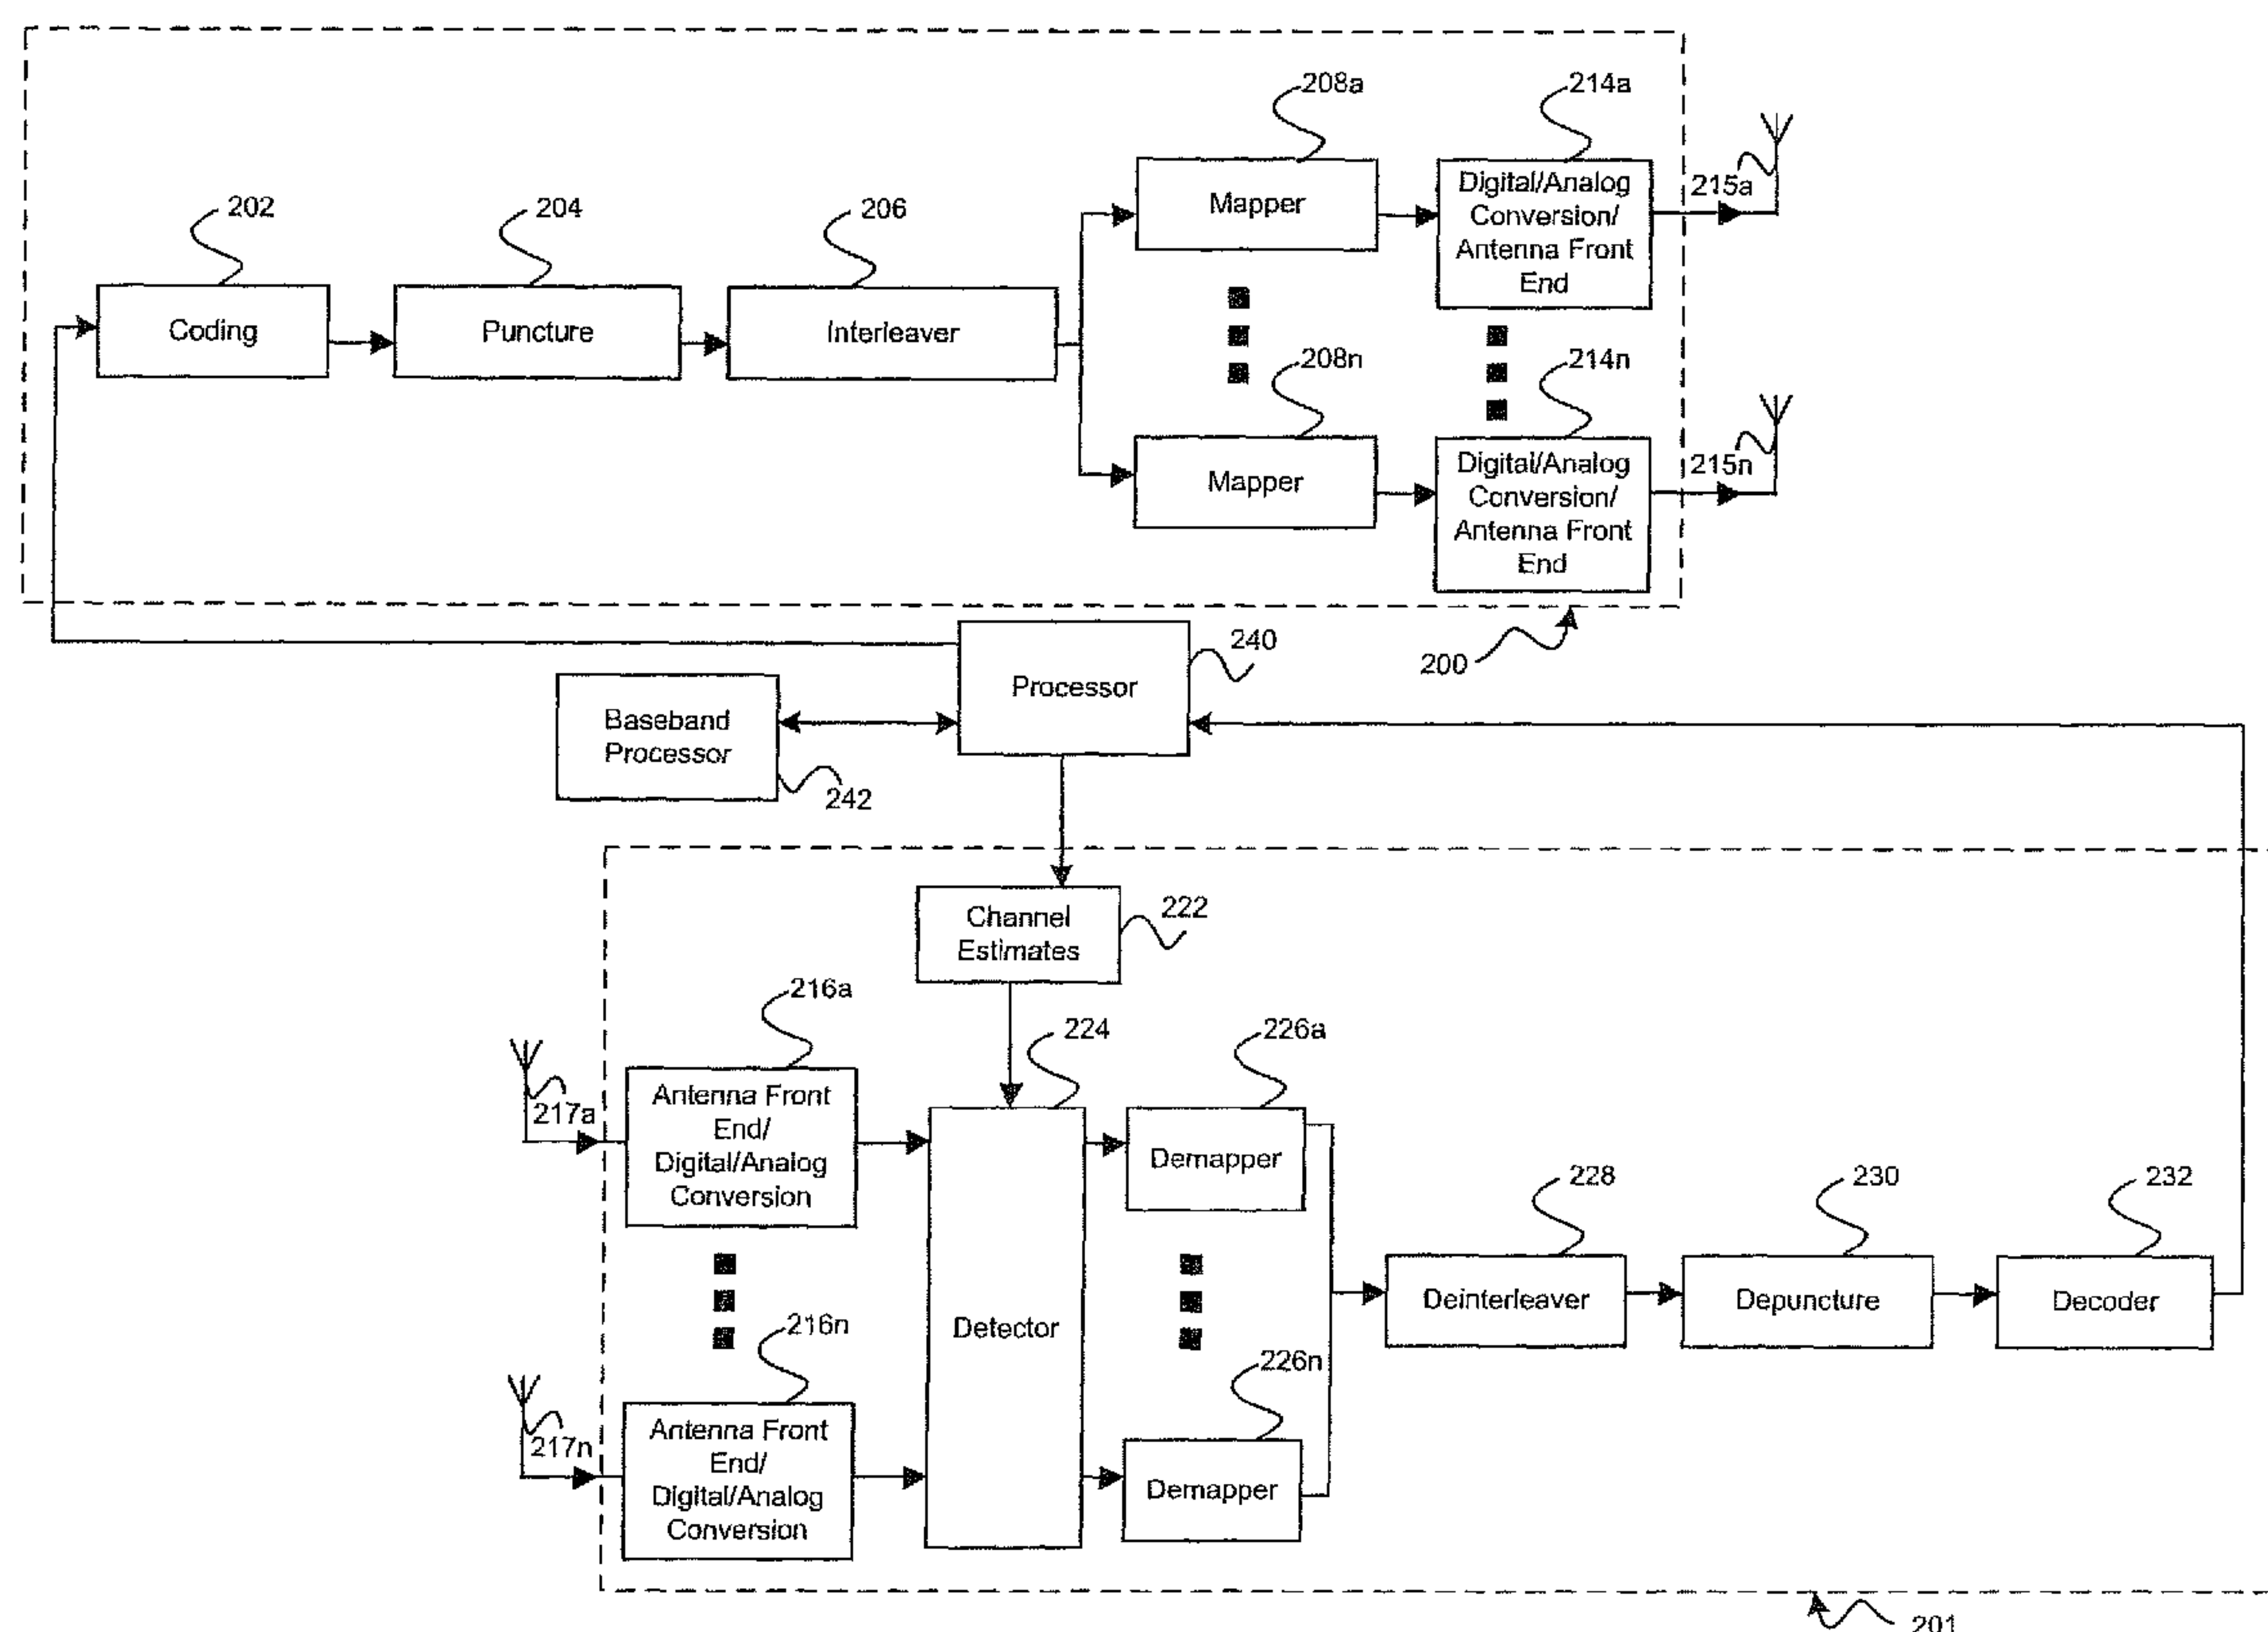 208a
214a
202
204
206
Mapper
Digital/Analog
Conversion/
Antenna Front
End
215a
Coding
Puncture
Interleaver
208n
214n
Mapper
Digital/Analog
Conversion/
Antenna Front
End
215n
200
240
Processor
Baseband
Processor
242
Channel
Estimates
222
216a
224
226a
217a
Antenna Front
End/
Digital/Analog
Conversion
Demapper
228
230
232
Detector
Deinterleaver
Depuncture
Decoder
216n
226n
217n
Antenna Front
End/
Digital/Analog
Conversion
Demapper
201